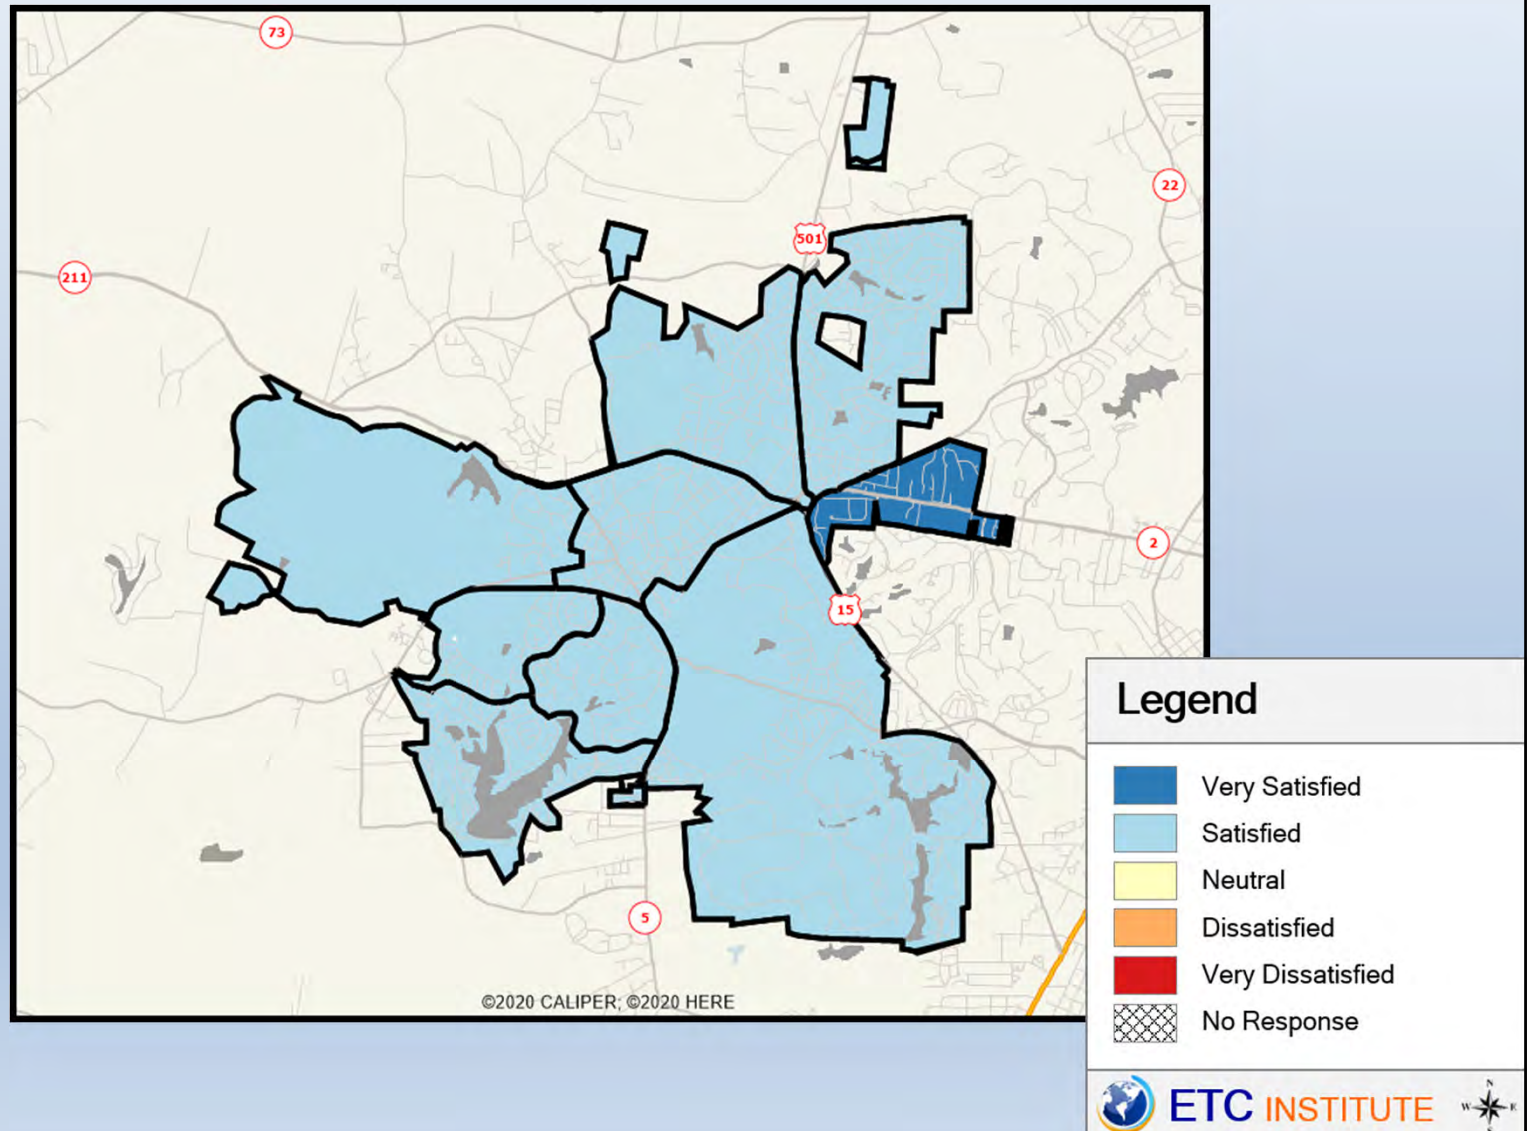 73
22
501
211
2
15
5
©2020 CALIPER; ©2020 HERE
Legend
Very Satisfied
Satisfied
Neutral
Dissatisfied
Very Dissatisfied
No Response
ETC INSTITUTE
N
W E
S